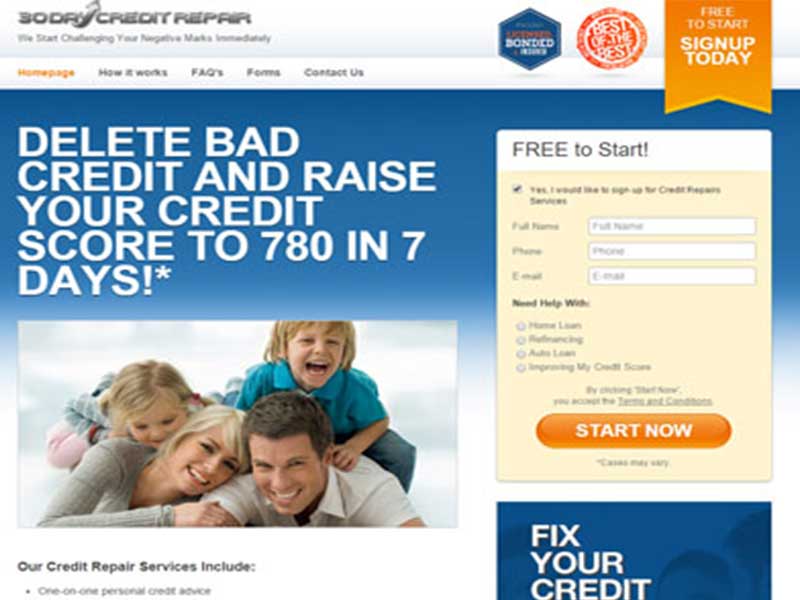 30 DAY CREDIT REPAIR
We Start Challenging Your Negative Marks Immediately
LICENSED
BONDED
& INSURED
BEST OF THE BEST
FREE
TO START
SIGNUP
TODAY
Homepage How it works FAQ's Forms Contact Us
DELETE BAD
CREDIT AND RAISE
YOUR CREDIT
SCORE TO 780 IN 7
DAYS!*
FREE to Start!
Yes, I would like to sign up for Credit Repairs
Services
Full Name Full Name
Phone Phone
E-mail E-mail
Need Help With:
Home Loan
Refinancing
Auto Loan
Improving My Credit Score
By clicking 'Start Now',
you accept the Terms and Conditions.
START NOW
*Cases may vary.
Our Credit Repair Services Include:
• One-on-one personal credit advice
FIX
YOUR
CREDIT